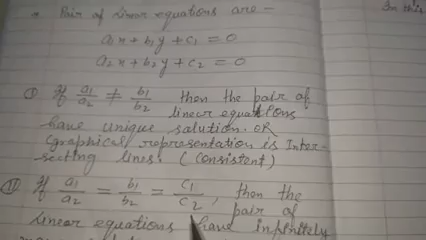 * Pair of Linear equations are -
In this
a₁x + b₁y + c₁ = 0
a₂x + b₂y + c₂ = 0
① If a₁/a₂ ≠ b₁/b₂ then the pair of
linear equations
have unique solution. OR
Graphical representation is Inter-
secting lines. (Consistent)
② If a₁/a₂ = b₁/b₂ = c₁/c₂, then the
pair of
Linear equations have infinitely